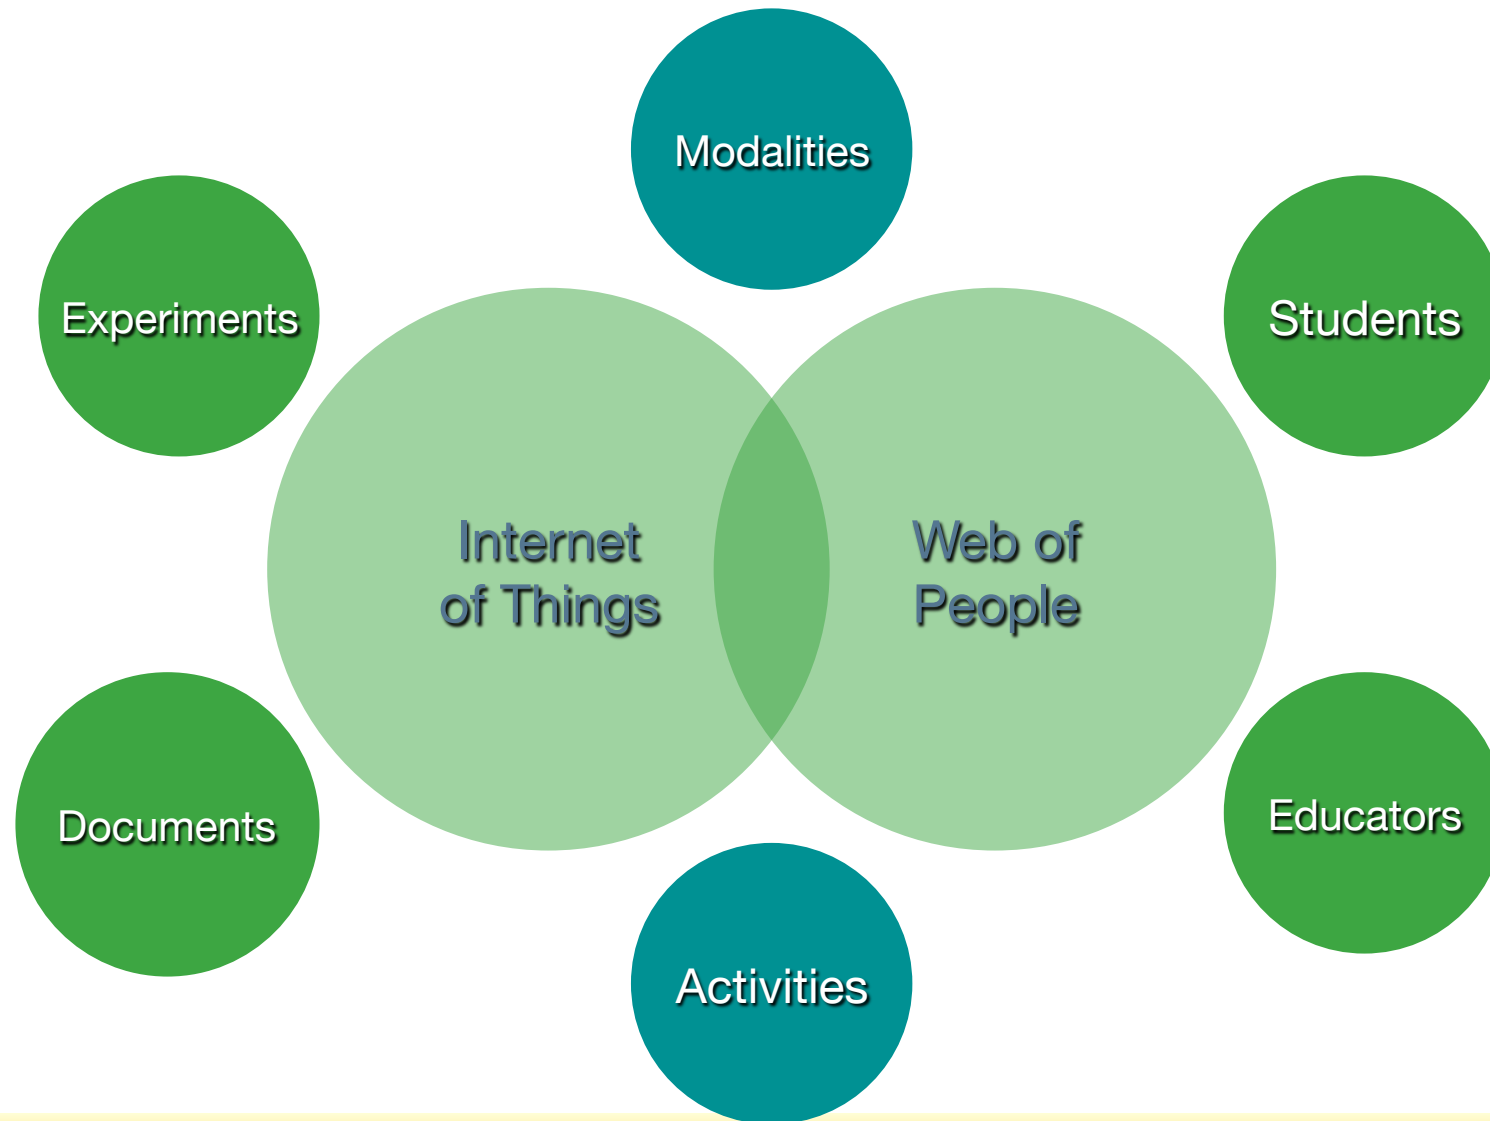 Modalities
Experiments
Students
Internet
of Things
Web of
People
Documents
Educators
Activities